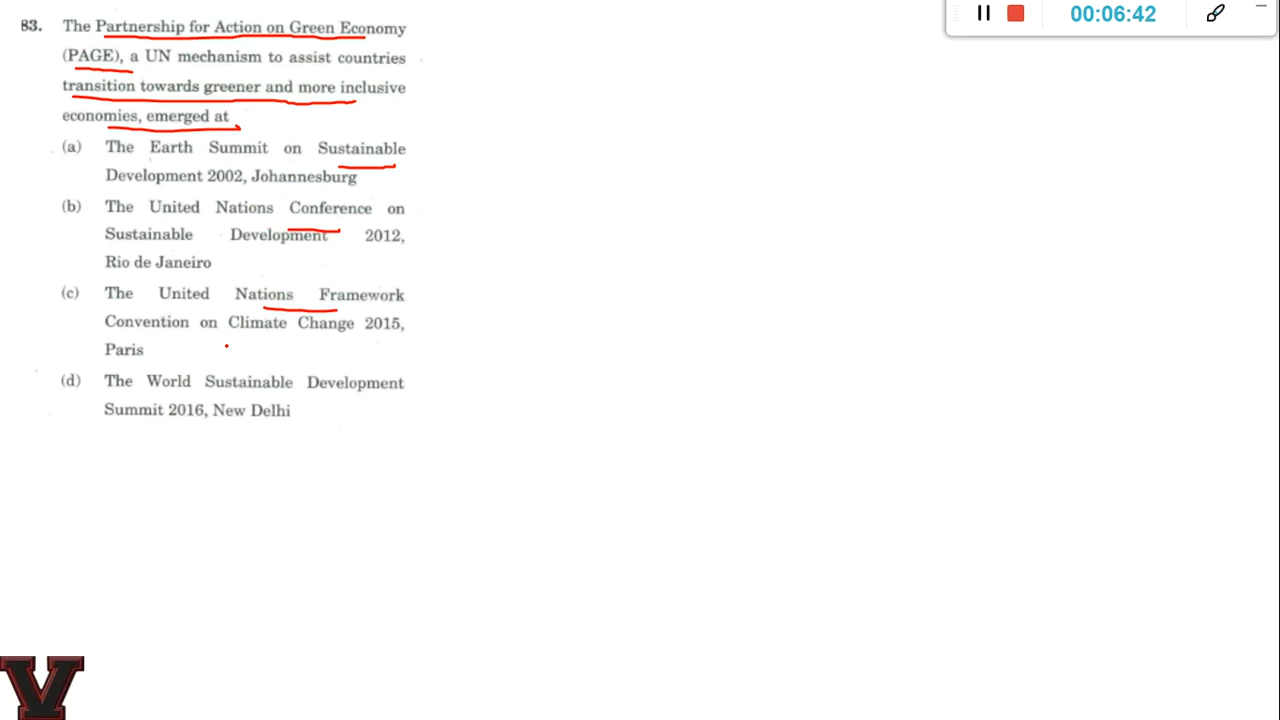 00:06:42
83. The Partnership for Action on Green Economy
(PAGE), a UN mechanism to assist countries
transition towards greener and more inclusive
economies, emerged at
(a) The Earth Summit on Sustainable
Development 2002, Johannesburg
(b) The United Nations Conference on
Sustainable Development 2012,
Rio de Janeiro
(c) The United Nations Framework
Convention on Climate Change 2015,
Paris
(d) The World Sustainable Development
Summit 2016, New Delhi
V